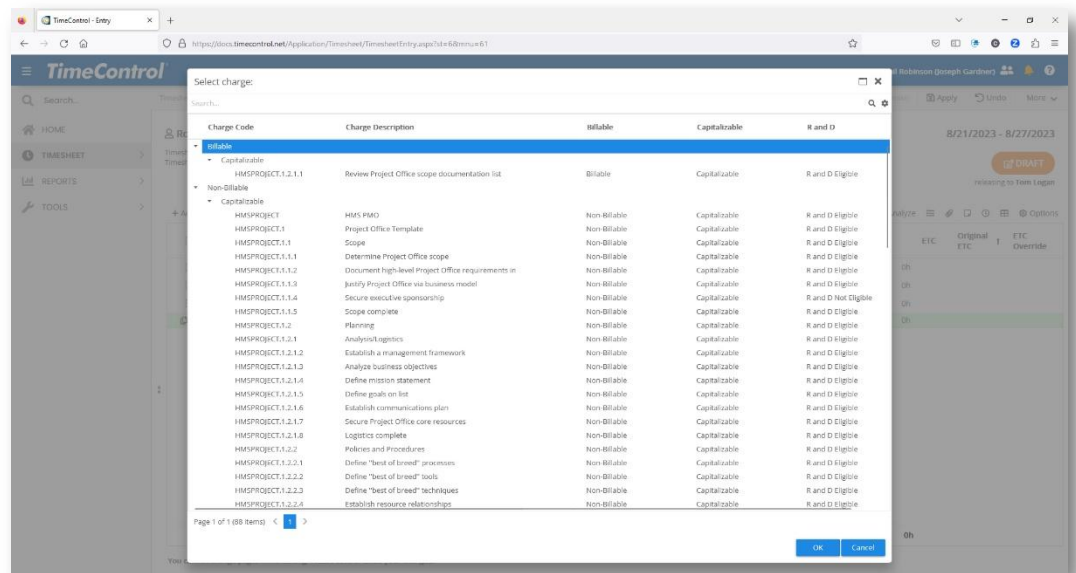 TimeControl - Entry
https://docs.timecontrol.net/Application/Timesheet/TimesheetEntry.aspx?st=6&mnu=61
TimeControl
Robinson (Joseph Gardner)
Select charge:
Search...
Search...
Apply Undo More
Charge Code Charge Description Billable Capitalizable R and D
HOME
8/21/2023 - 8/27/2023
Billable
TIMESHEET
Capitalizable
DRAFT
HMSPROJECT.1.2.1.1 Review Project Office scope documentation list Billable Capitalizable R and D Eligible
REPORTS
releasing to Tom Logan
Non-Billable
Capitalizable
TOOLS
HMSPROJECT HMS PMO Non-Billable Capitalizable R and D Eligible
Options
HMSPROJECT.1 Project Office Template Non-Billable Capitalizable R and D Eligible
ETC Original ETC ETC Override
HMSPROJECT.1.1 Scope Non-Billable Capitalizable R and D Eligible
HMSPROJECT.1.1.1 Determine Project Office scope Non-Billable Capitalizable R and D Eligible
0h
HMSPROJECT.1.1.2 Document high-level Project Office requirements in Non-Billable Capitalizable R and D Eligible
0h
HMSPROJECT.1.1.3 Justify Project Office via business model Non-Billable Capitalizable R and D Eligible
HMSPROJECT.1.1.4 Secure executive sponsorship Non-Billable Capitalizable R and D Not Eligible
0h
HMSPROJECT.1.1.5 Scope complete Non-Billable Capitalizable R and D Eligible
0h
HMSPROJECT.1.2 Planning Non-Billable Capitalizable R and D Eligible
HMSPROJECT.1.2.1 Analysis/Logistics Non-Billable Capitalizable R and D Eligible
HMSPROJECT.1.2.1.2 Establish a management framework Non-Billable Capitalizable R and D Eligible
HMSPROJECT.1.2.1.3 Analyze business objectives Non-Billable Capitalizable R and D Eligible
HMSPROJECT.1.2.1.4 Define mission statement Non-Billable Capitalizable R and D Eligible
HMSPROJECT.1.2.1.5 Define goals on list Non-Billable Capitalizable R and D Eligible
HMSPROJECT.1.2.1.6 Establish communications plan Non-Billable Capitalizable R and D Eligible
HMSPROJECT.1.2.1.7 Secure Project Office core resources Non-Billable Capitalizable R and D Eligible
HMSPROJECT.1.2.1.8 Logistics complete Non-Billable Capitalizable R and D Eligible
HMSPROJECT.1.2.2 Policies and Procedures Non-Billable Capitalizable R and D Eligible
HMSPROJECT.1.2.2.1 Define "best of breed" processes Non-Billable Capitalizable R and D Eligible
HMSPROJECT.1.2.2.2 Define "best of breed" tools Non-Billable Capitalizable R and D Eligible
HMSPROJECT.1.2.2.3 Define "best of breed" techniques Non-Billable Capitalizable R and D Eligible
HMSPROJECT.1.2.2.4 Establish resource relationships Non-Billable Capitalizable R and D Eligible
Page 1 of 1 (88 items) 1
0h
OK Cancel